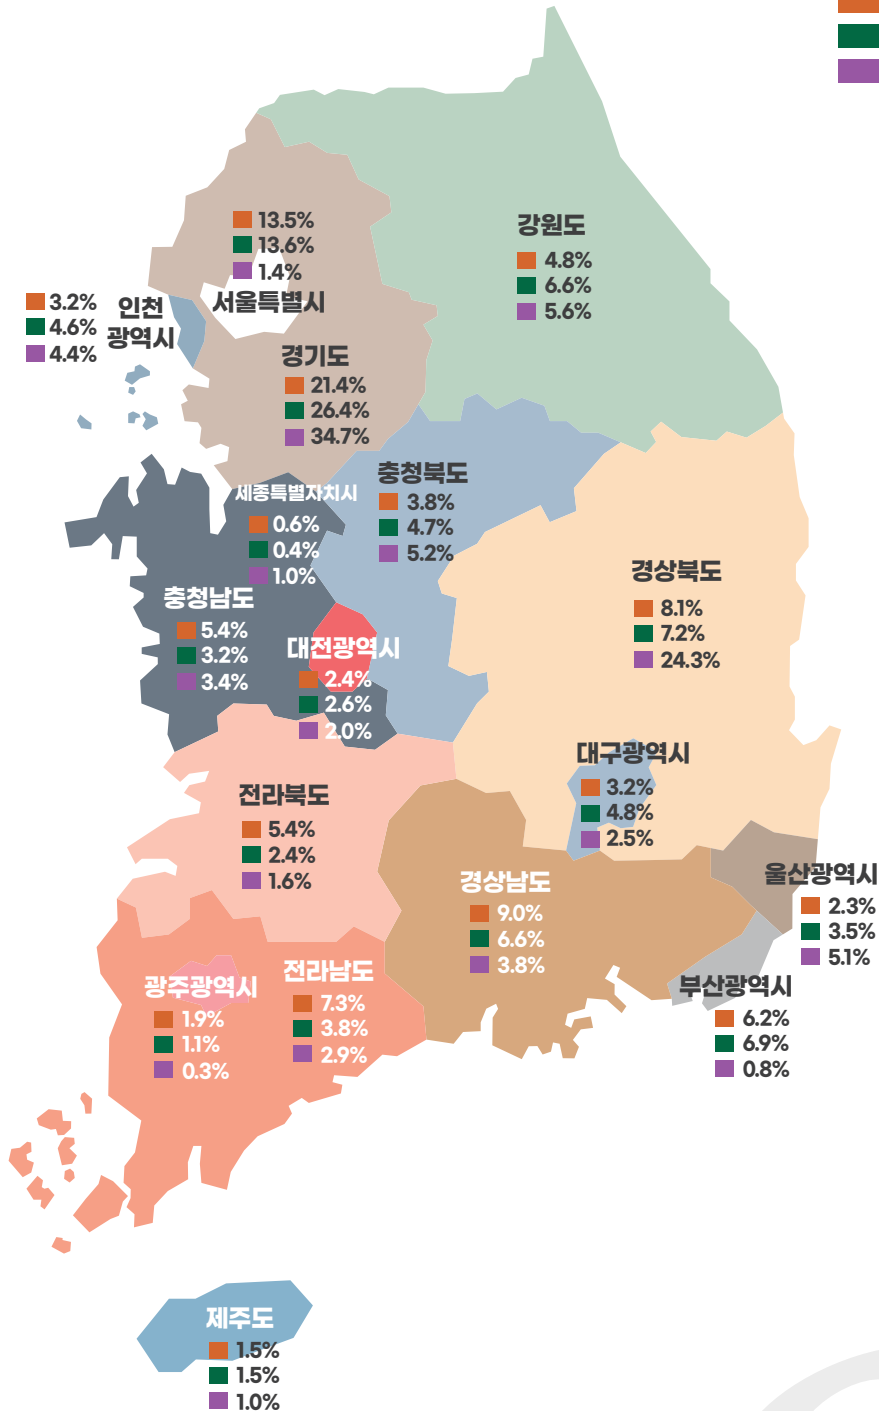 13.5%
13.6%
1.4%
서울특별시
강원도
4.8%
6.6%
5.6%
3.2%
4.6%
4.4%
인천
광역시
경기도
21.4%
26.4%
34.7%
충청북도
3.8%
4.7%
5.2%
세종특별자치시
0.6%
0.4%
1.0%
충청남도
5.4%
3.2%
3.4%
대전광역시
2.4%
2.6%
2.0%
경상북도
8.1%
7.2%
24.3%
대구광역시
3.2%
4.8%
2.5%
전라북도
5.4%
2.4%
1.6%
경상남도
9.0%
6.6%
3.8%
울산광역시
2.3%
3.5%
5.1%
부산광역시
6.2%
6.9%
0.8%
광주광역시
1.9%
1.1%
0.3%
전라남도
7.3%
3.8%
2.9%
제주도
1.5%
1.5%
1.0%